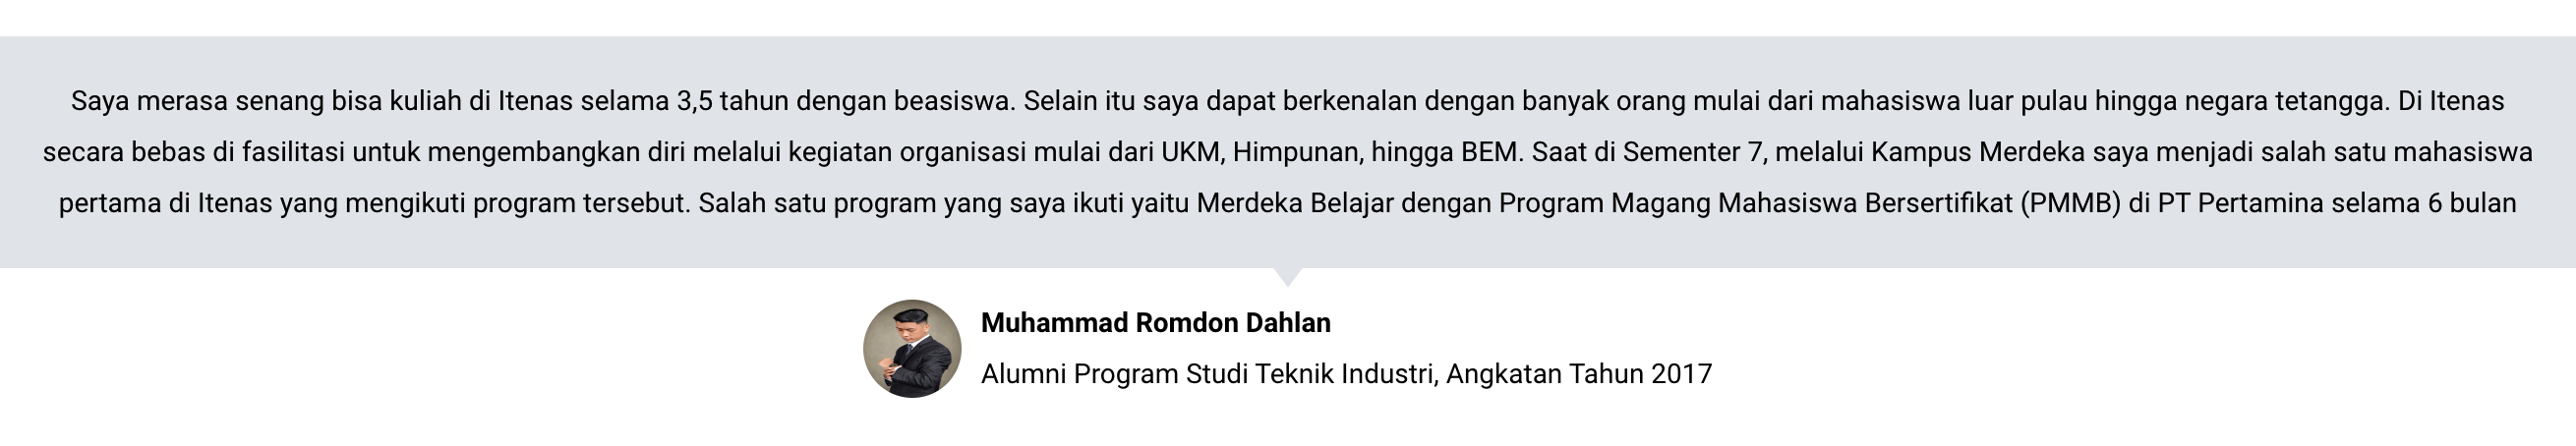 Saya merasa senang bisa kuliah di Itenas selama 3,5 tahun dengan beasiswa. Selain itu saya dapat berkenalan dengan banyak orang mulai dari mahasiswa luar pulau hingga negara tetangga. Di Itenas
secara bebas di fasilitasi untuk mengembangkan diri melalui kegiatan organisasi mulai dari UKM, Himpunan, hingga BEM. Saat di Sementer 7, melalui Kampus Merdeka saya menjadi salah satu mahasiswa
pertama di Itenas yang mengikuti program tersebut. Salah satu program yang saya ikuti yaitu Merdeka Belajar dengan Program Magang Mahasiswa Bersertifikat (PMMB) di PT Pertamina selama 6 bulan
Muhammad Romdon Dahlan
Alumni Program Studi Teknik Industri, Angkatan Tahun 2017